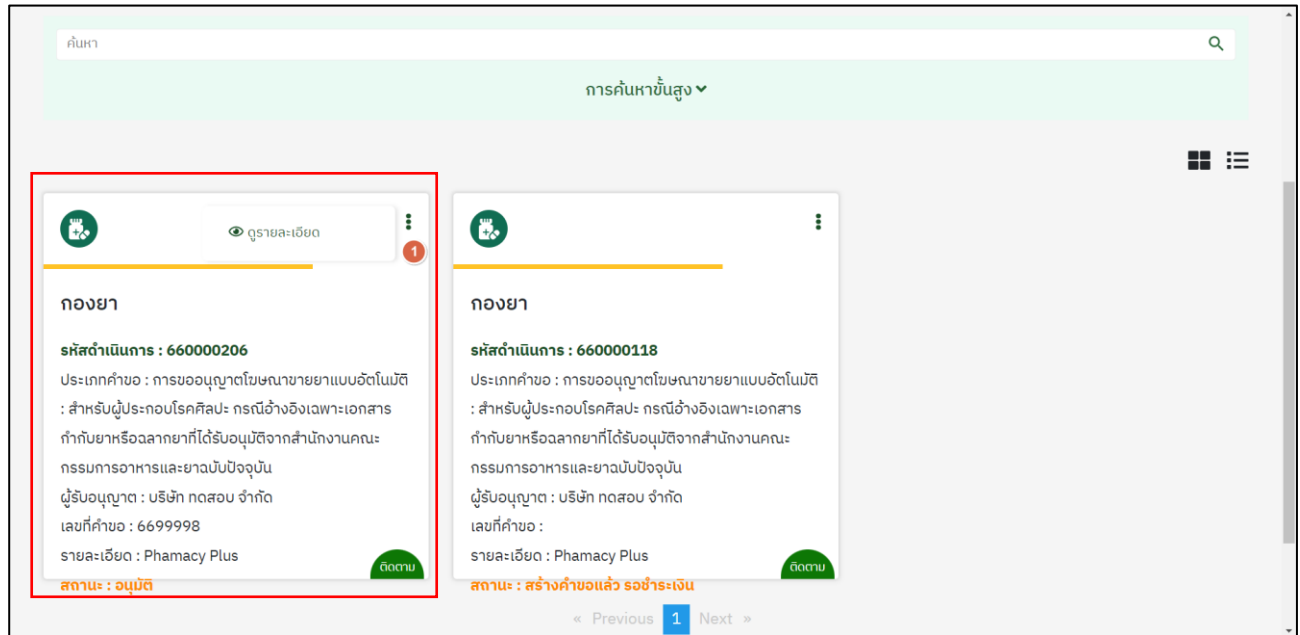 ค้นหา
การค้นหาขั้นสูง
ดูรายละเอียด
1
กองยา
รหัสดำเนินการ : 660000206
ประเภทคำขอ : การขออนุญาตโฆษณาขายยาแบบอัตโนมัติ
: สำหรับผู้ประกอบโรคศิลปะ กรณีอ้างอิงเฉพาะเอกสาร
กำกับยาหรือฉลากยาที่ได้รับอนุมัติจากสำนักงานคณะ
กรรมการอาหารและยาฉบับปัจจุบัน
ผู้รับอนุญาต : บริษัท ทดสอบ จำกัด
เลขที่คำขอ : 6699998
รายละเอียด : Phamacy Plus
ติดตาม
สถานะ : อนุมัติ
กองยา
รหัสดำเนินการ : 660000118
ประเภทคำขอ : การขออนุญาตโฆษณาขายยาแบบอัตโนมัติ
: สำหรับผู้ประกอบโรคศิลปะ กรณีอ้างอิงเฉพาะเอกสาร
กำกับยาหรือฉลากยาที่ได้รับอนุมัติจากสำนักงานคณะ
กรรมการอาหารและยาฉบับปัจจุบัน
ผู้รับอนุญาต : บริษัท ทดสอบ จำกัด
เลขที่คำขอ :
รายละเอียด : Phamacy Plus
ติดตาม
สถานะ : สร้างคำขอแล้ว รอชำระเงิน
« Previous 1 Next »